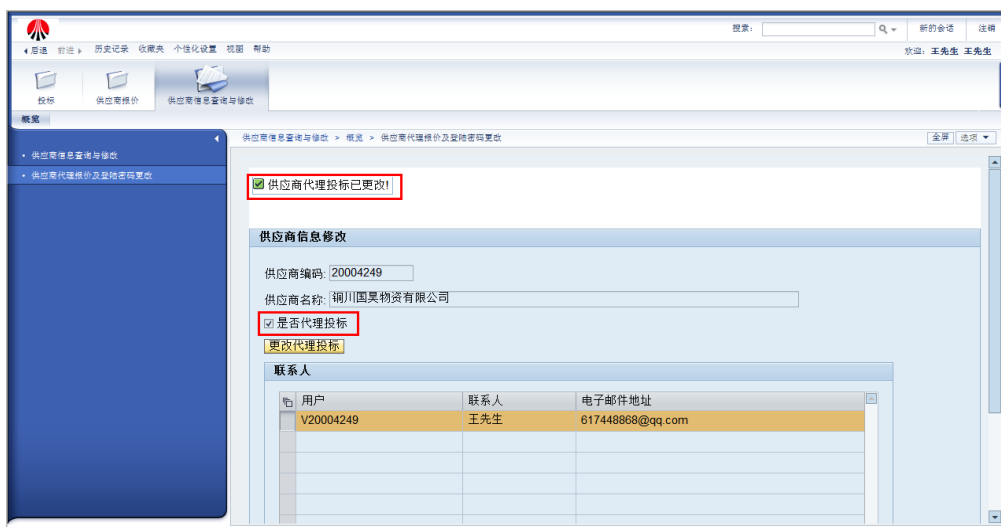 搜索:
新的会话 注销
后退 前进 历史记录 收藏夹 个性化设置 视图 帮助
欢迎: 王先生 王先生
投标 供应商报价 供应商信息查询与修改
概览
供应商信息查询与修改 > 概览 > 供应商代理报价及登陆密码更改
全屏 选项
• 供应商信息查询与修改
• 供应商代理报价及登陆密码更改
供应商代理投标已更改!
供应商信息修改
供应商编码: 20004249
供应商名称: 铜川国昊物资有限公司
是否代理投标
更改代理投标
联系人
用户 联系人 电子邮件地址
V20004249 王先生 617448868@qq.com